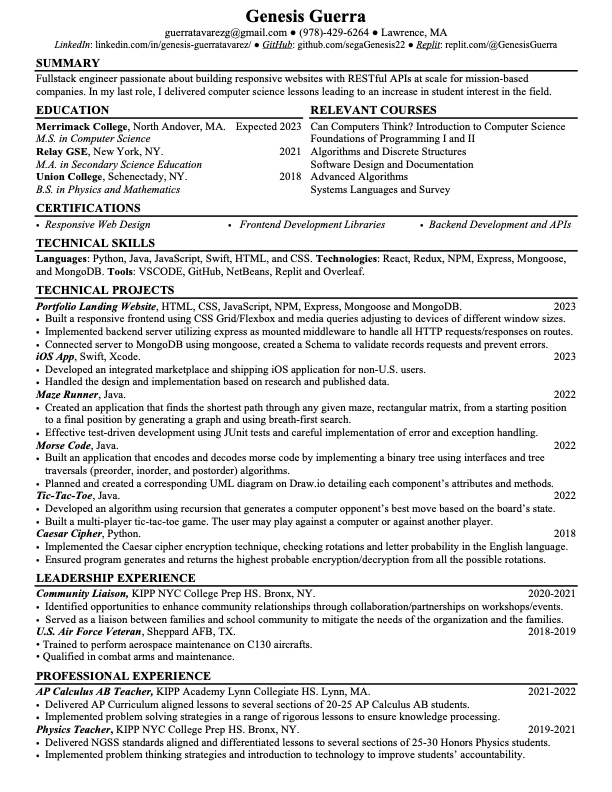 Genesis Guerra
guerratavarezg@gmail.com ● (978)-429-6264 ● Lawrence, MA
LinkedIn: linkedin.com/in/genesis-guerratavarez/ ● GitHub: github.com/segaGenesis22 ● Replit: replit.com/@GenesisGuerra
SUMMARY
Fullstack engineer passionate about building responsive websites with RESTful APIs at scale for mission-based
companies. In my last role, I delivered computer science lessons leading to an increase in student interest in the field.
EDUCATION
Merrimack College, North Andover, MA. Expected 2023
M.S. in Computer Science
Relay GSE, New York, NY. 2021
M.A. in Secondary Science Education
Union College, Schenectady, NY. 2018
B.S. in Physics and Mathematics
RELEVANT COURSES
Can Computers Think? Introduction to Computer Science
Foundations of Programming I and II
Algorithms and Discrete Structures
Software Design and Documentation
Advanced Algorithms
Systems Languages and Survey
CERTIFICATIONS
• Responsive Web Design • Frontend Development Libraries • Backend Development and APIs
TECHNICAL SKILLS
Languages: Python, Java, JavaScript, Swift, HTML, and CSS. Technologies: React, Redux, NPM, Express, Mongoose,
and MongoDB. Tools: VSCODE, GitHub, NetBeans, Replit and Overleaf.
TECHNICAL PROJECTS
Portfolio Landing Website, HTML, CSS, JavaScript, NPM, Express, Mongoose and MongoDB. 2023
• Built a responsive frontend using CSS Grid/Flexbox and media queries adjusting to devices of different window sizes.
• Implemented backend server utilizing express as mounted middleware to handle all HTTP requests/responses on routes.
• Connected server to MongoDB using mongoose, created a Schema to validate records requests and prevent errors.
iOS App, Swift, Xcode. 2023
• Developed an integrated marketplace and shipping iOS application for non-U.S. users.
• Handled the design and implementation based on research and published data.
Maze Runner, Java. 2022
• Created an application that finds the shortest path through any given maze, rectangular matrix, from a starting position
to a final position by generating a graph and using breath-first search.
• Effective test-driven development using JUnit tests and careful implementation of error and exception handling.
Morse Code, Java. 2022
• Built an application that encodes and decodes morse code by implementing a binary tree using interfaces and tree
traversals (preorder, inorder, and postorder) algorithms.
• Planned and created a corresponding UML diagram on Draw.io detailing each component's attributes and methods.
Tic-Tac-Toe, Java. 2022
• Developed an algorithm using recursion that generates a computer opponent's best move based on the board's state.
• Built a multi-player tic-tac-toe game. The user may play against a computer or against another player.
Caesar Cipher, Python. 2018
• Implemented the Caesar cipher encryption technique, checking rotations and letter probability in the English language.
• Ensured program generates and returns the highest probable encryption/decryption from all the possible rotations.
LEADERSHIP EXPERIENCE
Community Liaison, KIPP NYC College Prep HS. Bronx, NY. 2020-2021
• Identified opportunities to enhance community relationships through collaboration/partnerships on workshops/events.
• Served as a liaison between families and school community to mitigate the needs of the organization and the families.
U.S. Air Force Veteran, Sheppard AFB, TX. 2018-2019
• Trained to perform aerospace maintenance on C130 aircrafts.
• Qualified in combat arms and maintenance.
PROFESSIONAL EXPERIENCE
AP Calculus AB Teacher, KIPP Academy Lynn Collegiate HS. Lynn, MA. 2021-2022
• Delivered AP Curriculum aligned lessons to several sections of 20-25 AP Calculus AB students.
• Implemented problem solving strategies in a range of rigorous lessons to ensure knowledge processing.
Physics Teacher, KIPP NYC College Prep HS. Bronx, NY. 2019-2021
• Delivered NGSS standards aligned and differentiated lessons to several sections of 25-30 Honors Physics students.
• Implemented problem thinking strategies and introduction to technology to improve students' accountability.